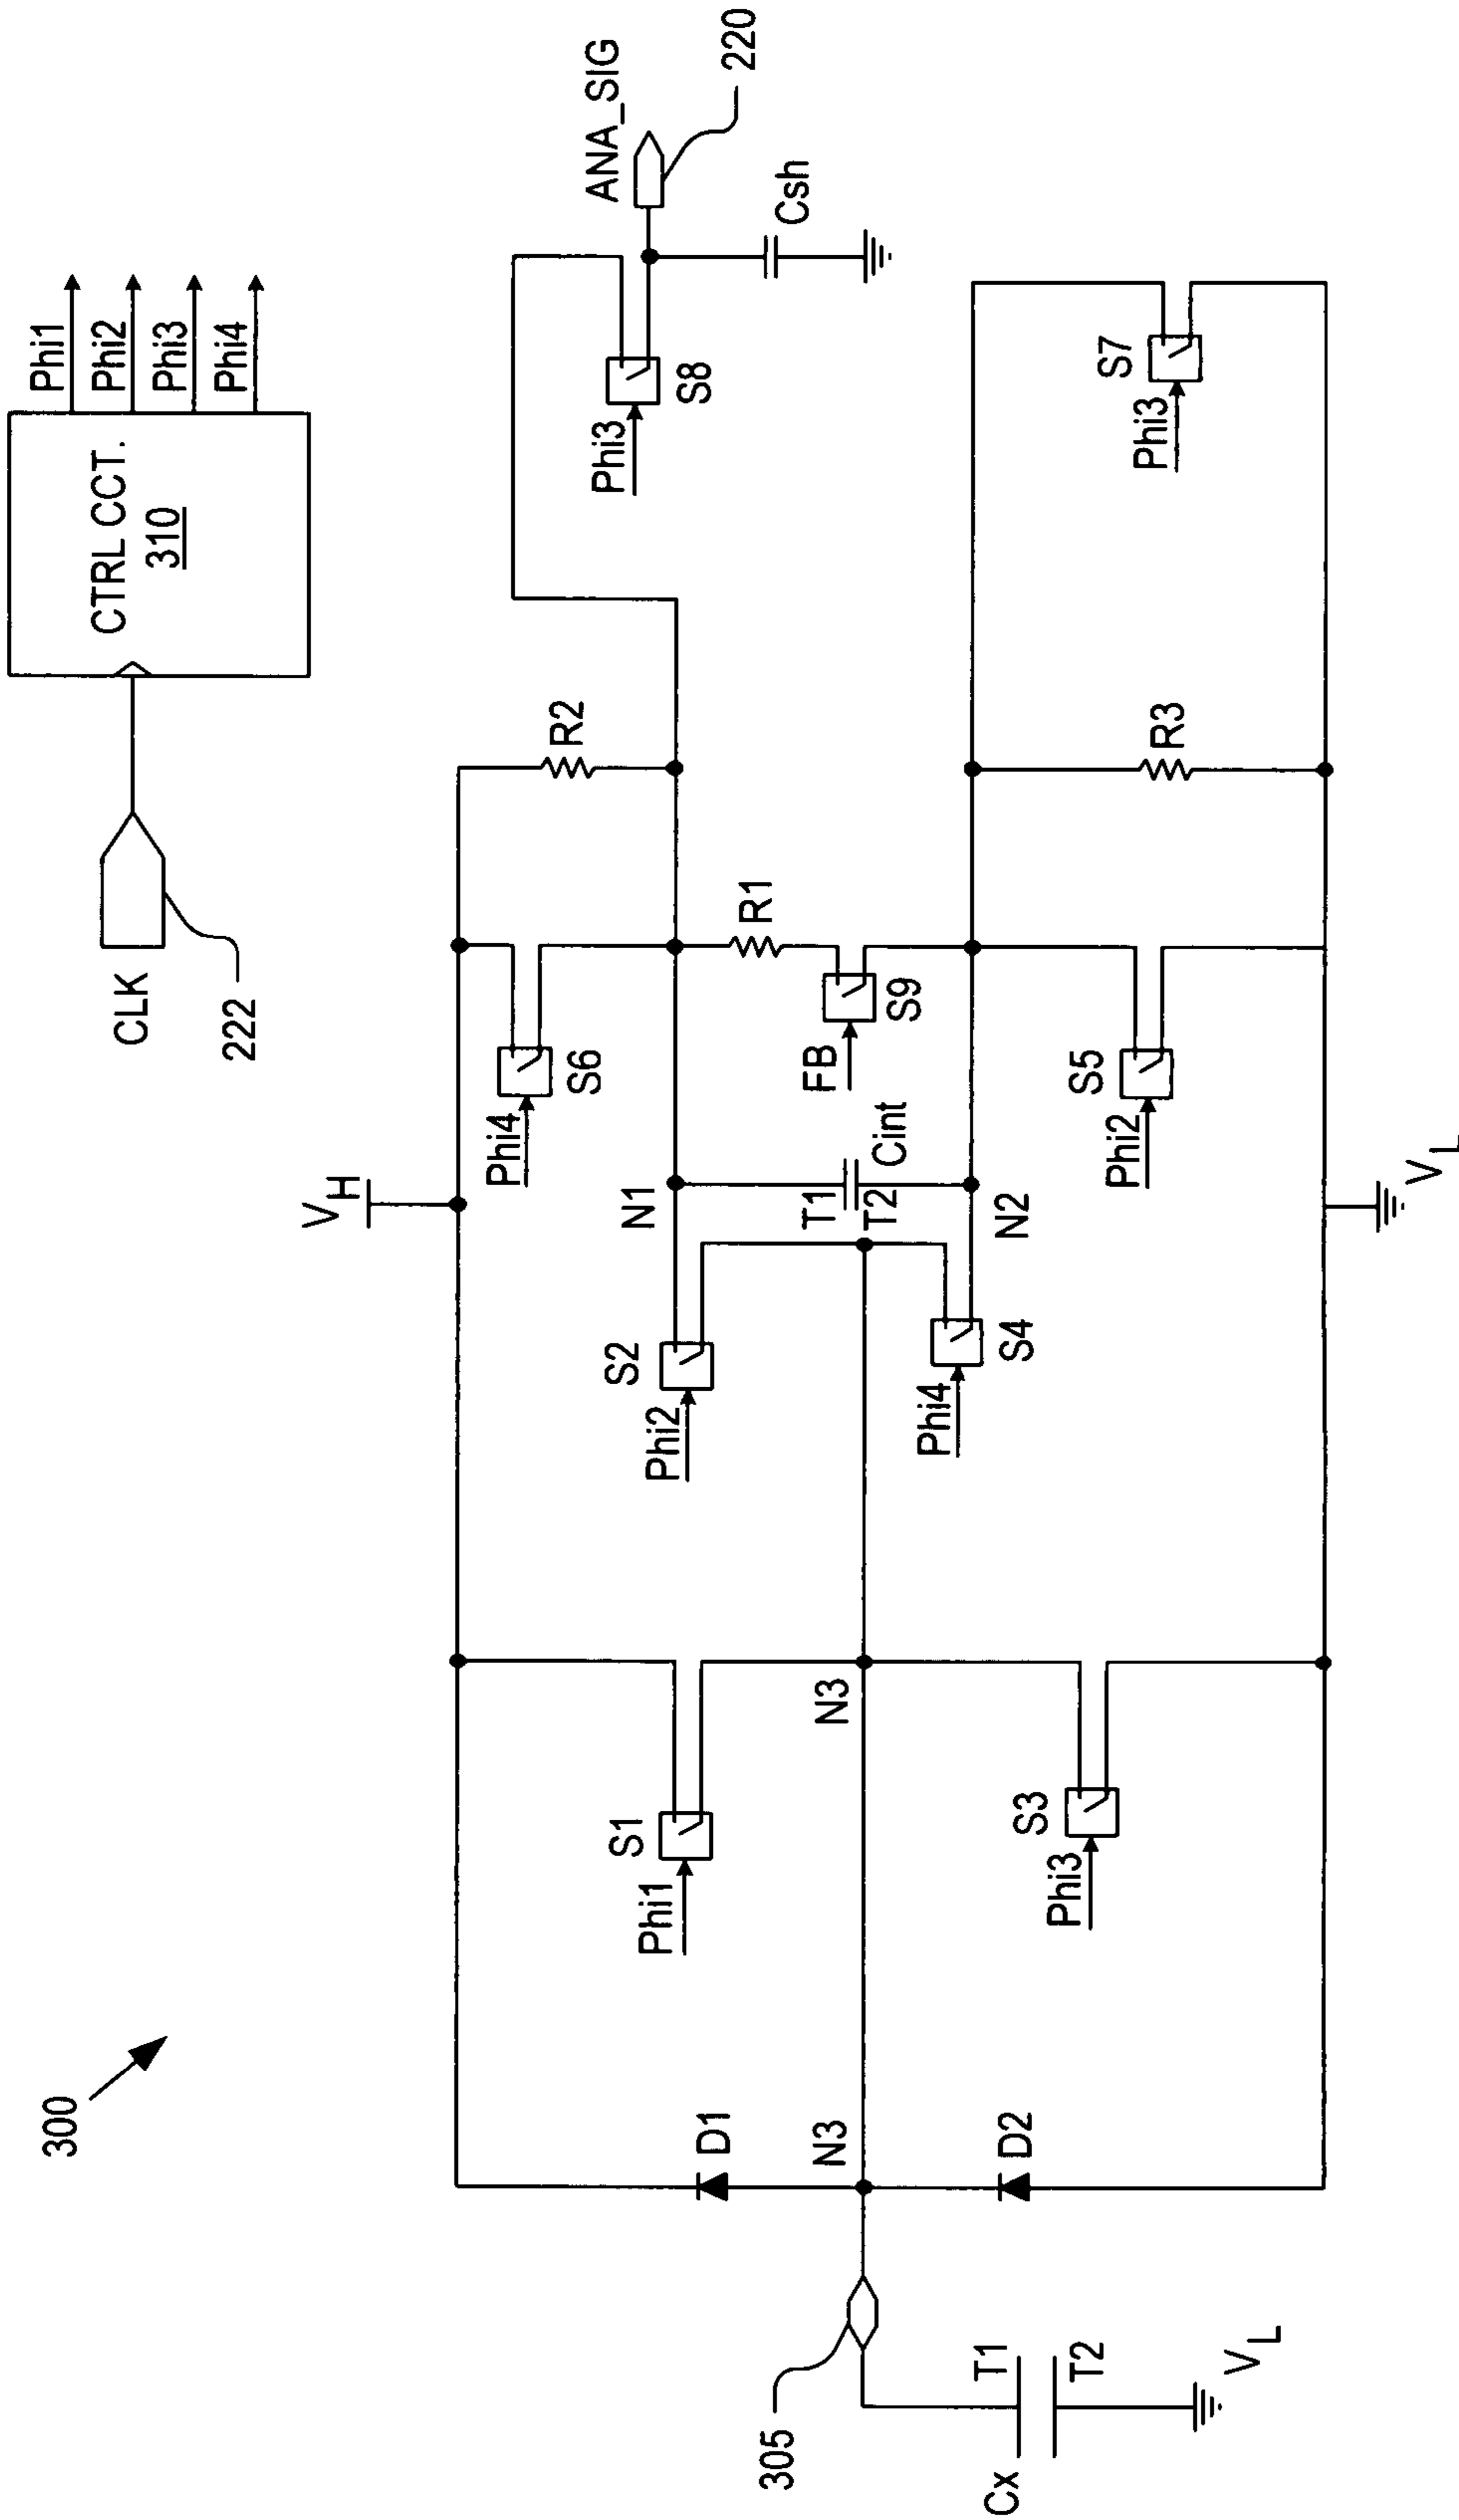 300
CLK
222
CTRL CCT.
310
Phi1
Phi2
Phi3
Phi4
VH
Phi4
S6
R2
ANA_SIG
220
Phi3
S8
Csh
Phi1
S1
Phi2
S2
N1
R1
D1
N3
N3
T1
T2
Cint
FB
S9
305
Cx
T1
T2
VL
D2
Phi3
S3
Phi4
S4
N2
Phi2
S5
R3
Phi3
S7
VL